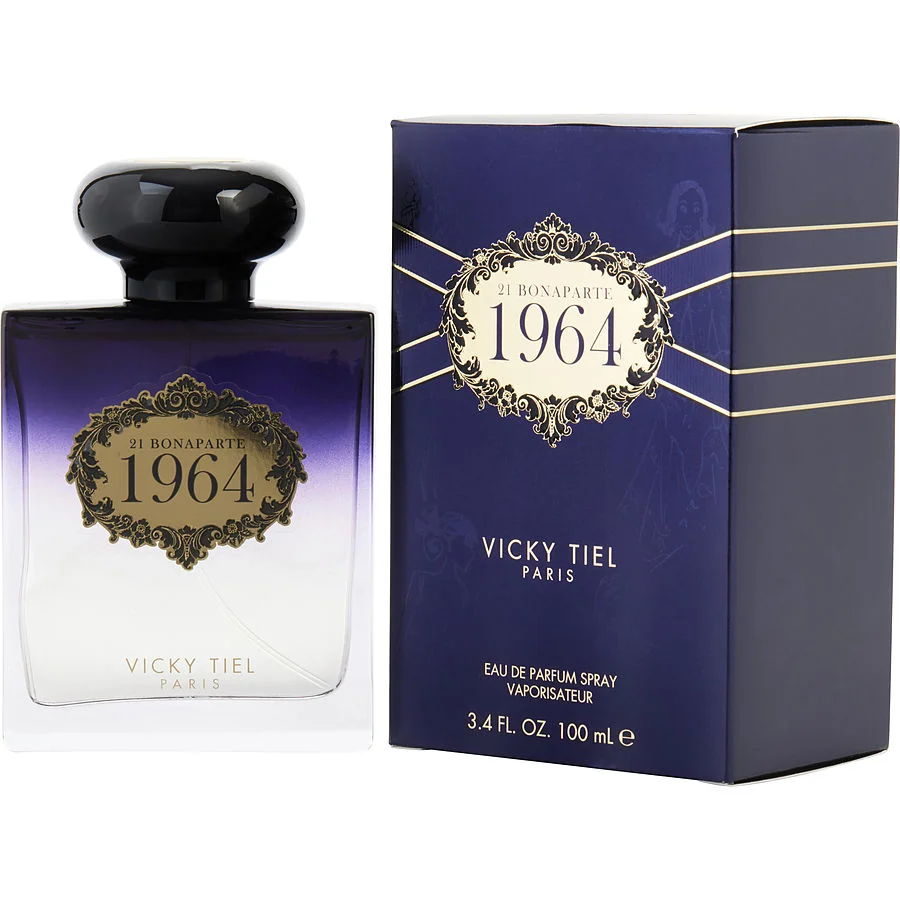 21 BONAPARTE
1964
VICKY TIEL
PARIS
21 BONAPARTE
1964
VICKY TIEL
PARIS
EAU DE PARFUM SPRAY
VAPORISATEUR
3.4 FL. OZ. 100 mL ℮